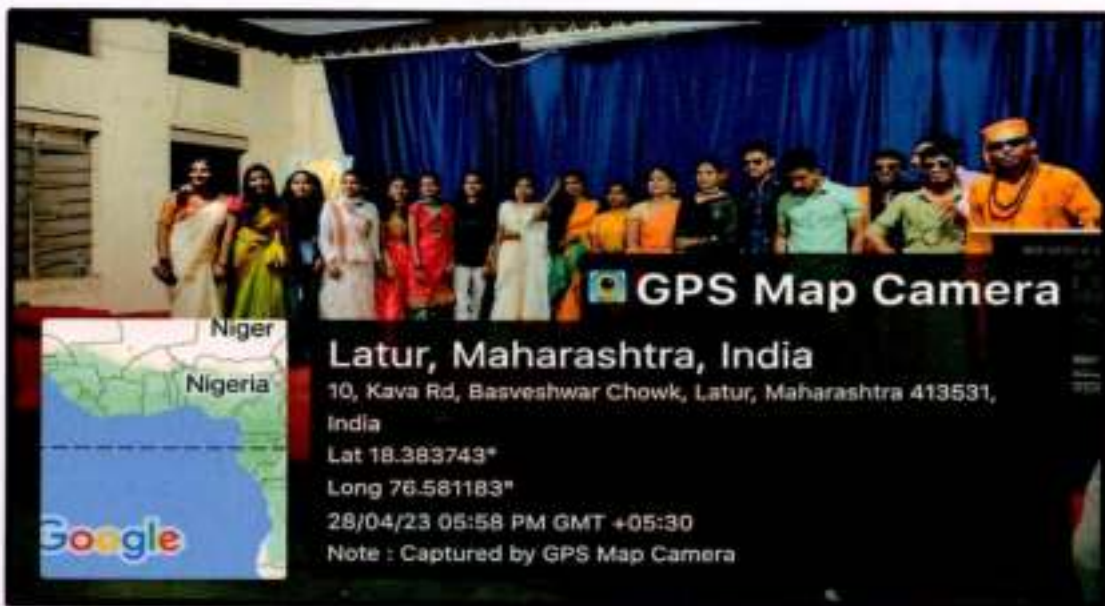 GPS Map Camera
Niger
Nigeria
Google
Latur, Maharashtra, India
10, Kava Rd, Basveshwar Chowk, Latur, Maharashtra 413531,
India
Lat 18.383743°
Long 76.581183°
28/04/23 05:58 PM GMT +05:30
Note : Captured by GPS Map Camera